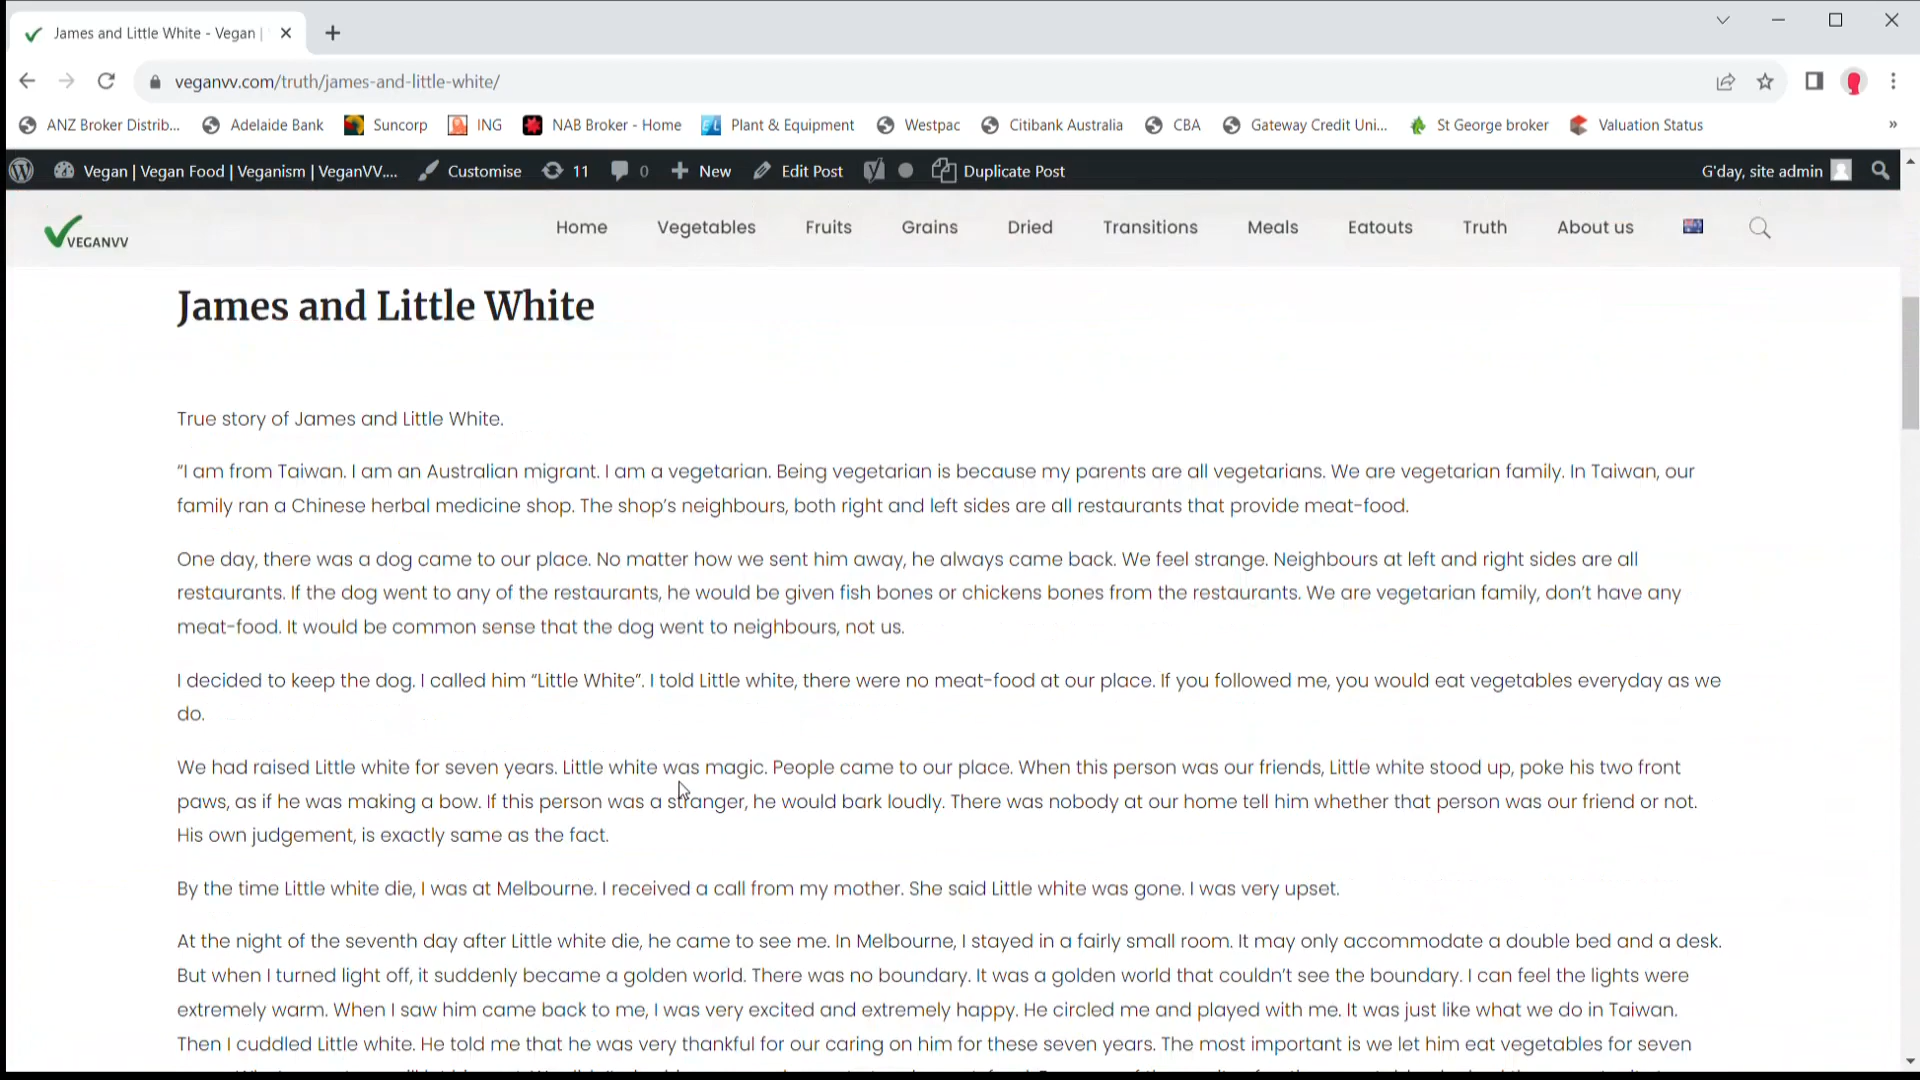 James and Little White - Vegan |
veganvv.com/truth/james-and-little-white/
ANZ Broker Distrib... Adelaide Bank Suncorp ING NAB Broker - Home Plant & Equipment Westpac Citibank Australia CBA Gateway Credit Uni... St George broker Valuation Status »
Vegan | Vegan Food | Veganism | VeganVV.... Customise 11 0 New Edit Post Duplicate Post G'day, site admin
VEGANVV Home Vegetables Fruits Grains Dried Transitions Meals Eatouts Truth About us
James and Little White
True story of James and Little White.
“I am from Taiwan. I am an Australian migrant. I am a vegetarian. Being vegetarian is because my parents are all vegetarians. We are vegetarian family. In Taiwan, our
family ran a Chinese herbal medicine shop. The shop’s neighbours, both right and left sides are all restaurants that provide meat-food.
One day, there was a dog came to our place. No matter how we sent him away, he always came back. We feel strange. Neighbours at left and right sides are all
restaurants. If the dog went to any of the restaurants, he would be given fish bones or chickens bones from the restaurants. We are vegetarian family, don’t have any
meat-food. It would be common sense that the dog went to neighbours, not us.
I decided to keep the dog. I called him “Little White”. I told Little white, there were no meat-food at our place. If you followed me, you would eat vegetables everyday as we
do.
We had raised Little white for seven years. Little white was magic. People came to our place. When this person was our friends, Little white stood up, poke his two front
paws, as if he was making a bow. If this person was a stranger, he would bark loudly. There was nobody at our home tell him whether that person was our friend or not.
His own judgement, is exactly same as the fact.
By the time Little white die, I was at Melbourne. I received a call from my mother. She said Little white was gone. I was very upset.
At the night of the seventh day after Little white die, he came to see me. In Melbourne, I stayed in a fairly small room. It may only accommodate a double bed and a desk.
But when I turned light off, it suddenly became a golden world. There was no boundary. It was a golden world that couldn’t see the boundary. I can feel the lights were
extremely warm. When I saw him came back to me, I was very excited and extremely happy. He circled me and played with me. It was just like what we do in Taiwan.
Then I cuddled Little white. He told me that he was very thankful for our caring on him for these seven years. The most important is we let him eat vegetables for seven